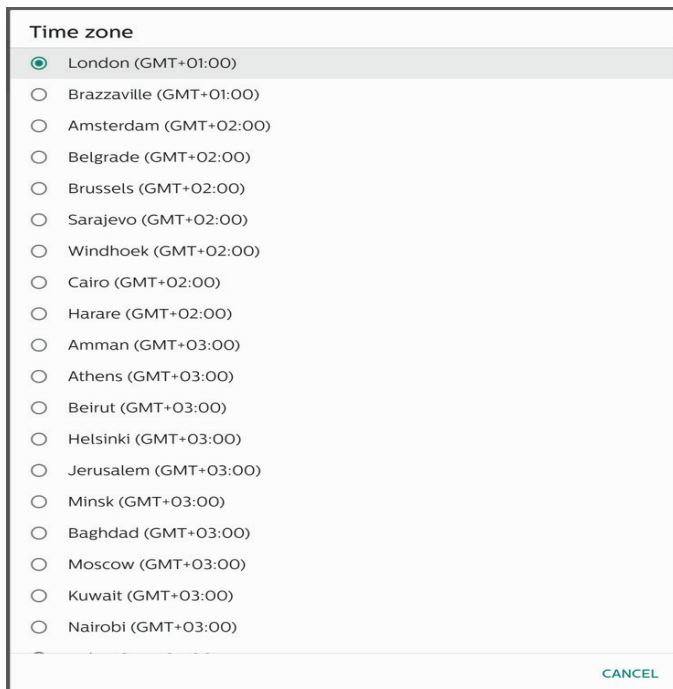 Time zone
London (GMT+01:00)
Brazzaville (GMT+01:00)
Amsterdam (GMT+02:00)
Belgrade (GMT+02:00)
Brussels (GMT+02:00)
Sarajevo (GMT+02:00)
Windhoek (GMT+02:00)
Cairo (GMT+02:00)
Harare (GMT+02:00)
Amman (GMT+03:00)
Athens (GMT+03:00)
Beirut (GMT+03:00)
Helsinki (GMT+03:00)
Jerusalem (GMT+03:00)
Minsk (GMT+03:00)
Baghdad (GMT+03:00)
Moscow (GMT+03:00)
Kuwait (GMT+03:00)
Nairobi (GMT+03:00)
CANCEL